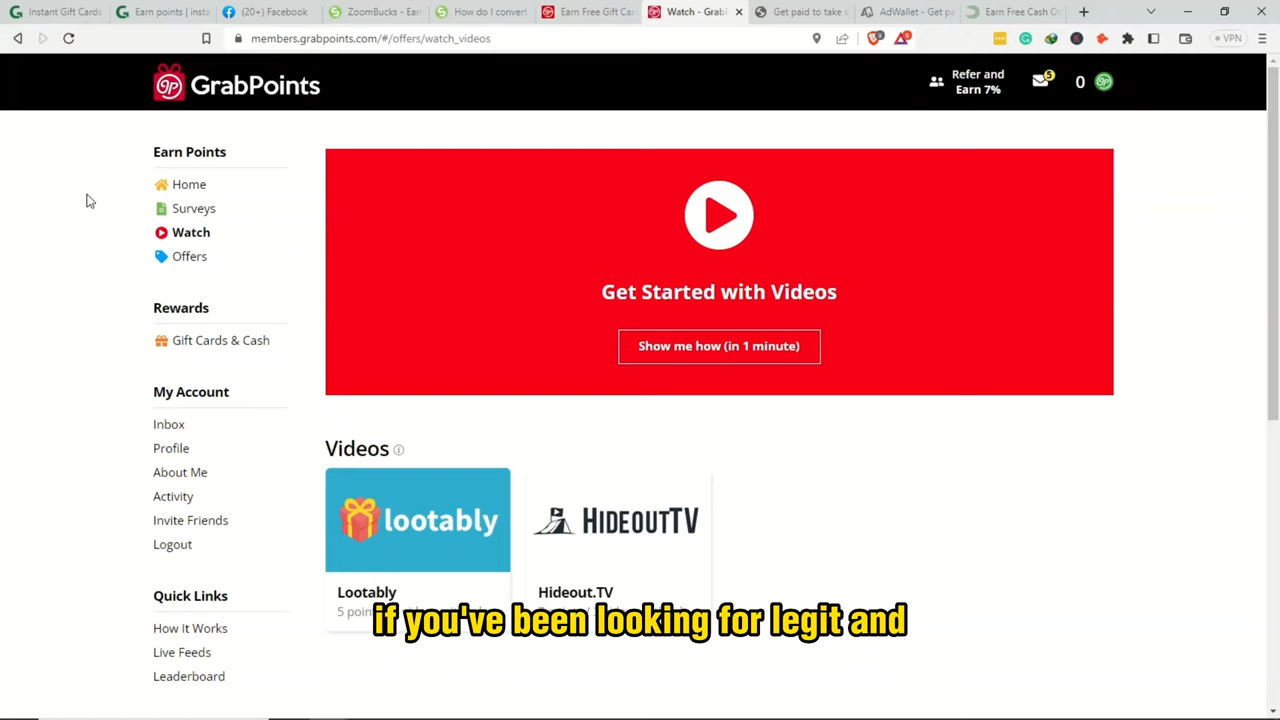 Instant Gift Cards
Earn points | inst
(20+) Facebook
ZoomBucks - Earn
How do I convert
Earn Free Gift Car
Watch - GrabP
Get paid to take s
AdWallet - Get pa
Earn Free Cash O
members.grabpoints.com/#/offers/watch_videos
VPN
GrabPoints
Refer and
Earn 7%
5
0
Earn Points
Home
Surveys
Watch
Offers
Rewards
Gift Cards & Cash
My Account
Inbox
Profile
About Me
Activity
Invite Friends
Logout
Quick Links
How It Works
Live Feeds
Leaderboard
Get Started with Videos
Show me how (in 1 minute)
Videos
lootably
HIDEOUTTV
Lootably
Hideout.TV
5 poin
if you've been looking for legit and